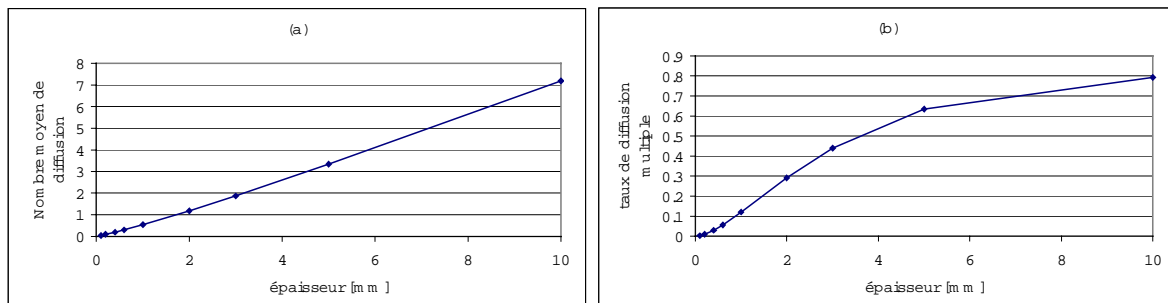 (a)
Nombre moyen de
diffusion
8
7
6
5
4
3
2
1
0
0 2 4 6 8 10
épaisseur [mm]
(b)
taux de diffusion
multiple
0.9
0.8
0.7
0.6
0.5
0.4
0.3
0.2
0.1
0
0 2 4 6 8 10
épaisseur [mm]